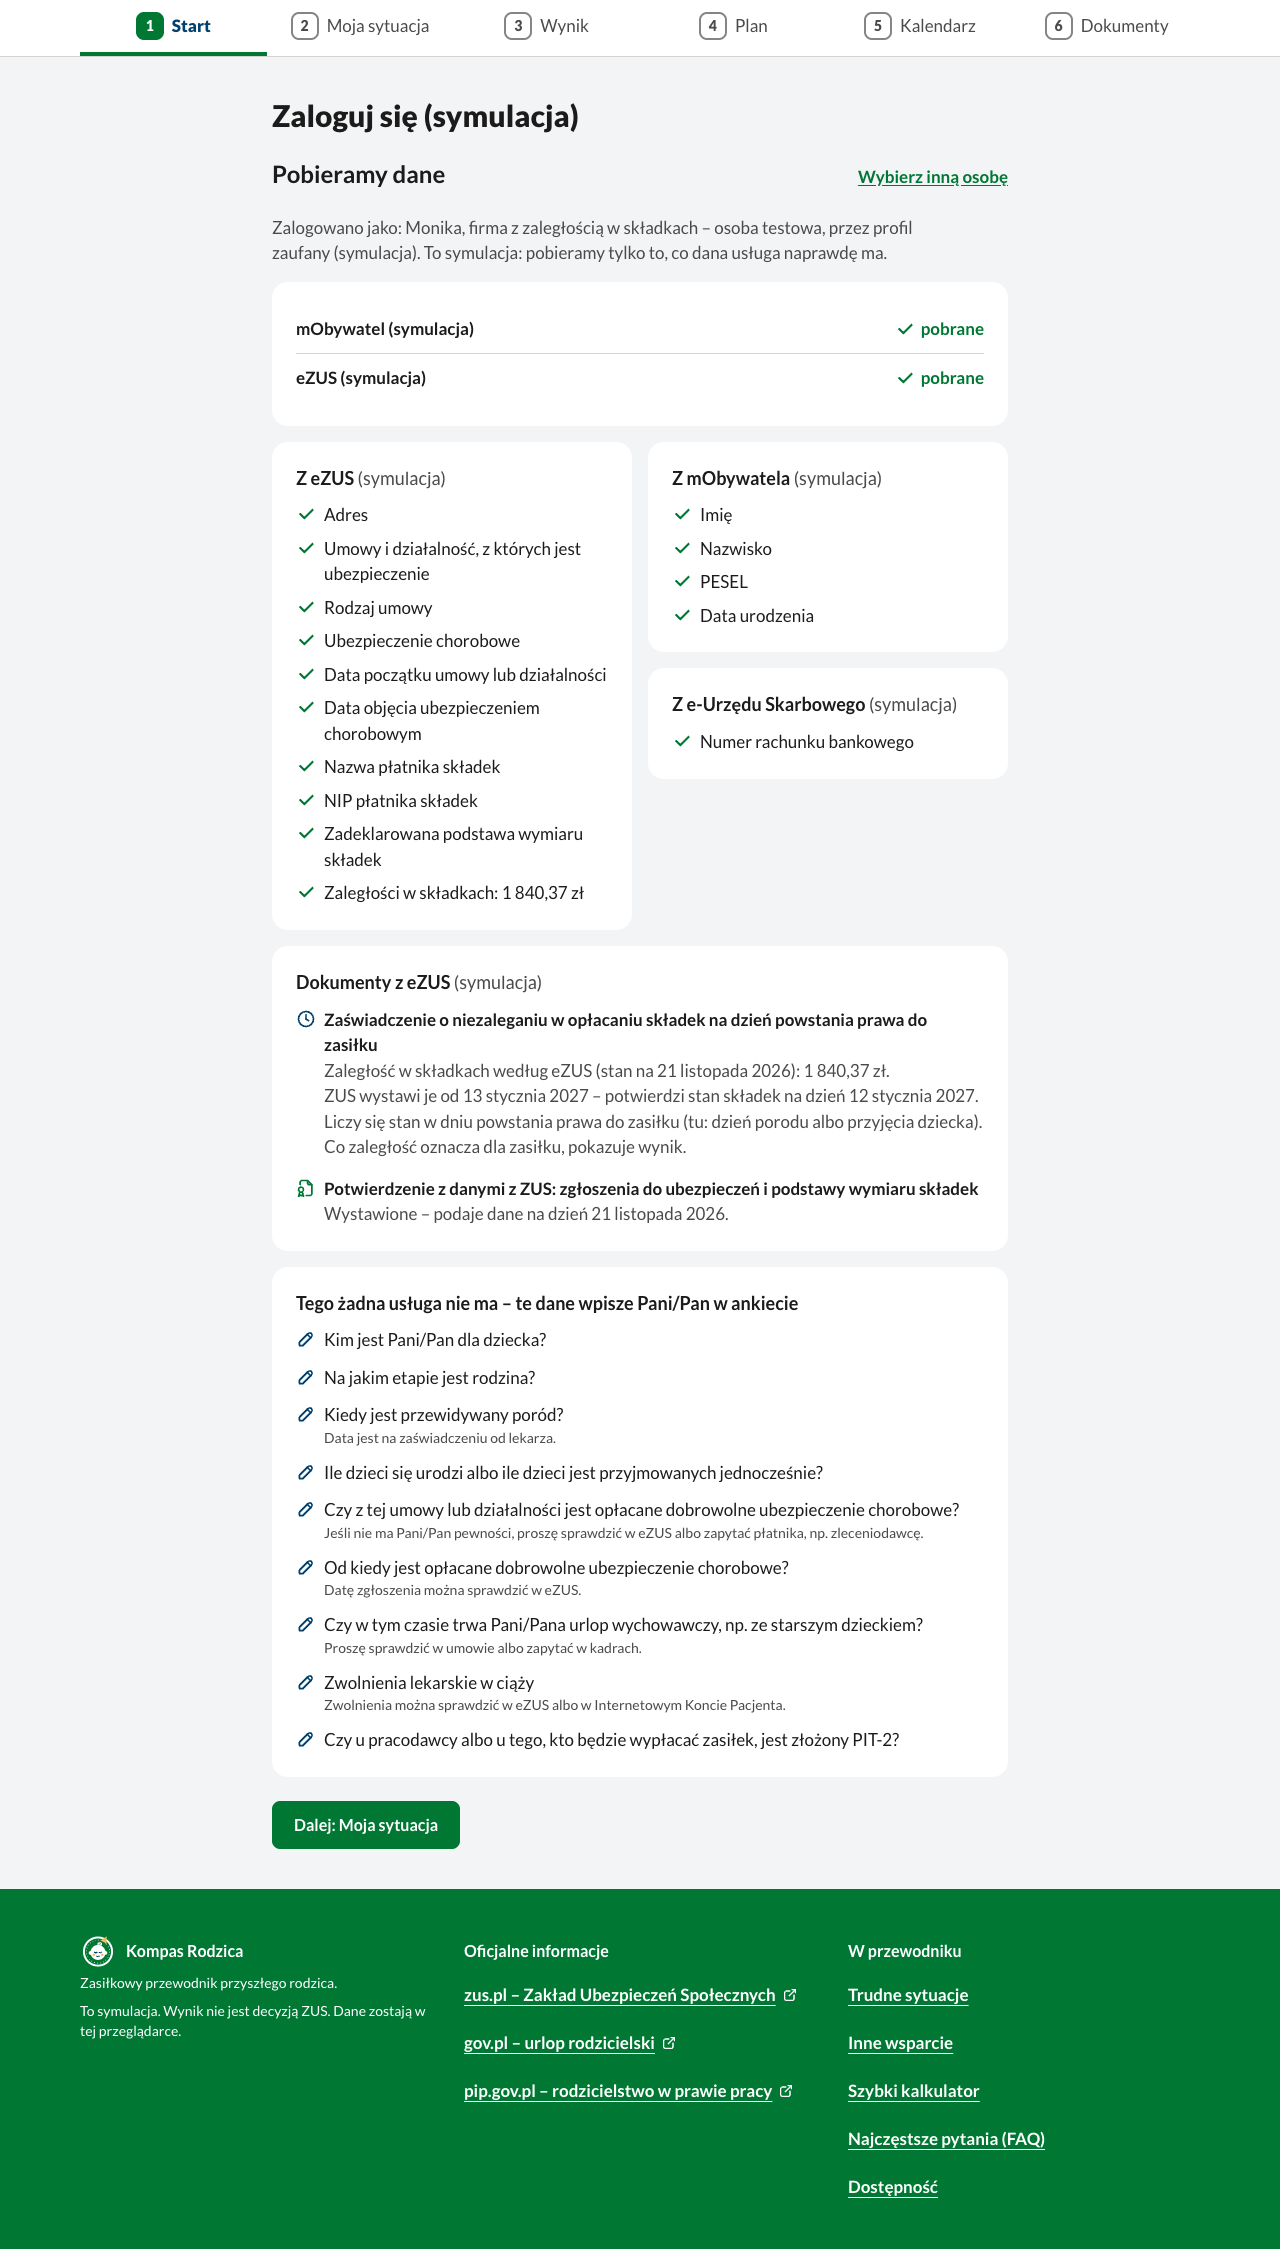 1 Start
2 Moja sytuacja
3 Wynik
4 Plan
5 Kalendarz
6 Dokumenty
Zaloguj się (symulacja)
Pobieramy dane
Wybierz inną osobę
Zalogowano jako: Monika, firma z zaległością w składkach – osoba testowa, przez profil
zaufany (symulacja). To symulacja: pobieramy tylko to, co dana usługa naprawdę ma.
mObywatel (symulacja)
pobrane
eZUS (symulacja)
pobrane
Z eZUS (symulacja)
Adres
Umowy i działalność, z których jest
ubezpieczenie
Rodzaj umowy
Ubezpieczenie chorobowe
Data początku umowy lub działalności
Data objęcia ubezpieczeniem
chorobowym
Nazwa płatnika składek
NIP płatnika składek
Zadeklarowana podstawa wymiaru
składek
Zaległości w składkach: 1 840,37 zł
Z mObywatela (symulacja)
Imię
Nazwisko
PESEL
Data urodzenia
Z e-Urzędu Skarbowego (symulacja)
Numer rachunku bankowego
Dokumenty z eZUS (symulacja)
Zaświadczenie o niezaleganiu w opłacaniu składek na dzień powstania prawa do
zasiłku
Zaległość w składkach według eZUS (stan na 21 listopada 2026): 1 840,37 zł.
ZUS wystawi je od 13 stycznia 2027 – potwierdzi stan składek na dzień 12 stycznia 2027.
Liczy się stan w dniu powstania prawa do zasiłku (tu: dzień porodu albo przyjęcia dziecka).
Co zaległość oznacza dla zasiłku, pokazuje wynik.
Potwierdzenie z danymi z ZUS: zgłoszenia do ubezpieczeń i podstawy wymiaru składek
Wystawione – podaje dane na dzień 21 listopada 2026.
Tego żadna usługa nie ma – te dane wpisze Pani/Pan w ankiecie
Kim jest Pani/Pan dla dziecka?
Na jakim etapie jest rodzina?
Kiedy jest przewidywany poród?
Data jest na zaświadczeniu od lekarza.
Ile dzieci się urodzi albo ile dzieci jest przyjmowanych jednocześnie?
Czy z tej umowy lub działalności jest opłacane dobrowolne ubezpieczenie chorobowe?
Jeśli nie ma Pani/Pan pewności, proszę sprawdzić w eZUS albo zapytać płatnika, np. zleceniodawcę.
Od kiedy jest opłacane dobrowolne ubezpieczenie chorobowe?
Datę zgłoszenia można sprawdzić w eZUS.
Czy w tym czasie trwa Pani/Pana urlop wychowawczy, np. ze starszym dzieckiem?
Proszę sprawdzić w umowie albo zapytać w kadrach.
Zwolnienia lekarskie w ciąży
Zwolnienia można sprawdzić w eZUS albo w Internetowym Koncie Pacjenta.
Czy u pracodawcy albo u tego, kto będzie wypłacać zasiłek, jest złożony PIT-2?
Dalej: Moja sytuacja
Kompas Rodzica
Zasiłkowy przewodnik przyszłego rodzica.
To symulacja. Wynik nie jest decyzją ZUS. Dane zostają w
tej przeglądarce.
Oficjalne informacje
zus.pl – Zakład Ubezpieczeń Społecznych
gov.pl – urlop rodzicielski
pip.gov.pl – rodzicielstwo w prawie pracy
W przewodniku
Trudne sytuacje
Inne wsparcie
Szybki kalkulator
Najczęstsze pytania (FAQ)
Dostępność